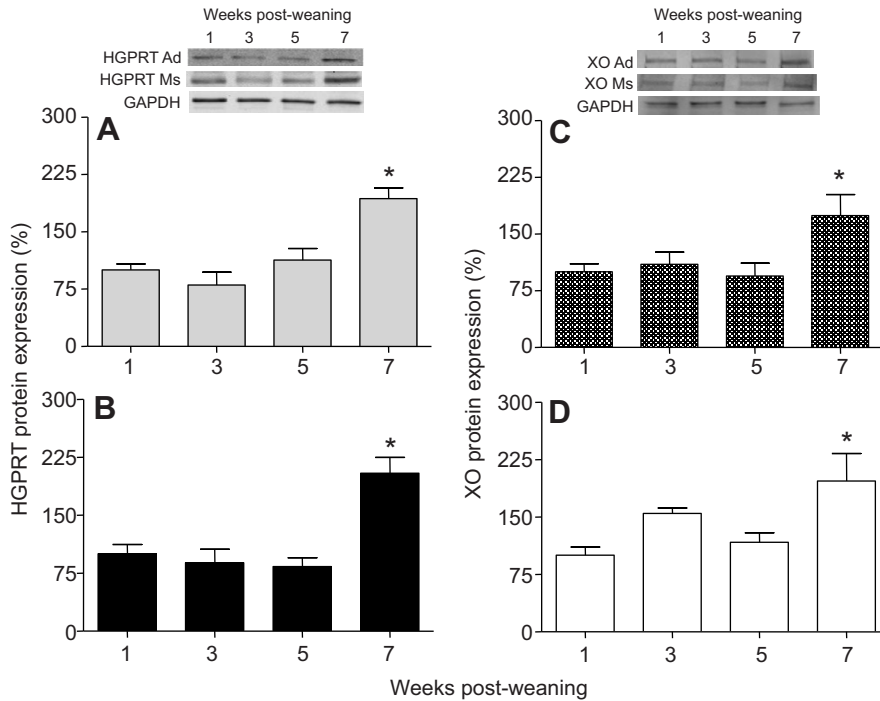 Weeks post-weaning
1 3 5 7
HGPRT Ad
HGPRT Ms
GAPDH
Weeks post-weaning
1 3 5 7
XO Ad
XO Ms
GAPDH
HGPRT protein expression (%)
A
300
225
150
75
0
*
1 3 5 7
B
300
225
150
75
0
*
1 3 5 7
XO protein expression (%)
C
300
225
150
75
0
*
1 3 5 7
D
300
225
150
75
0
*
1 3 5 7
Weeks post-weaning